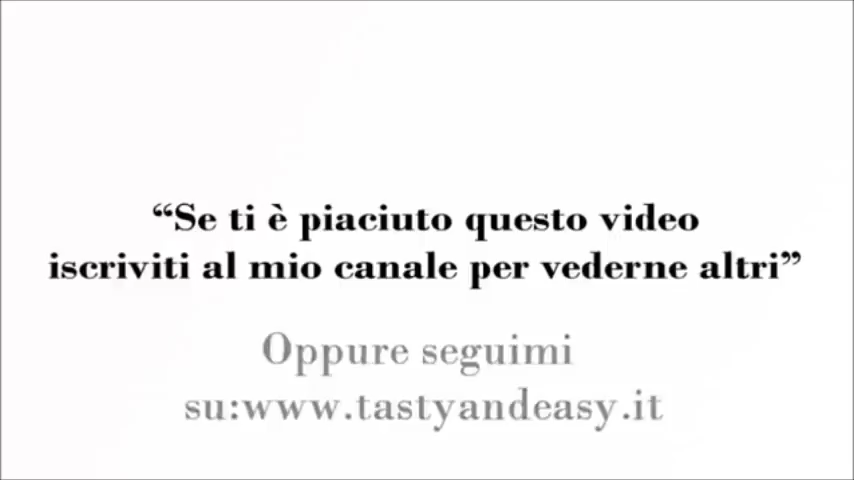 “Se ti è piaciuto questo video
iscriviti al mio canale per vederne altri”
Oppure seguimi
su:www.tastyandeasy.it